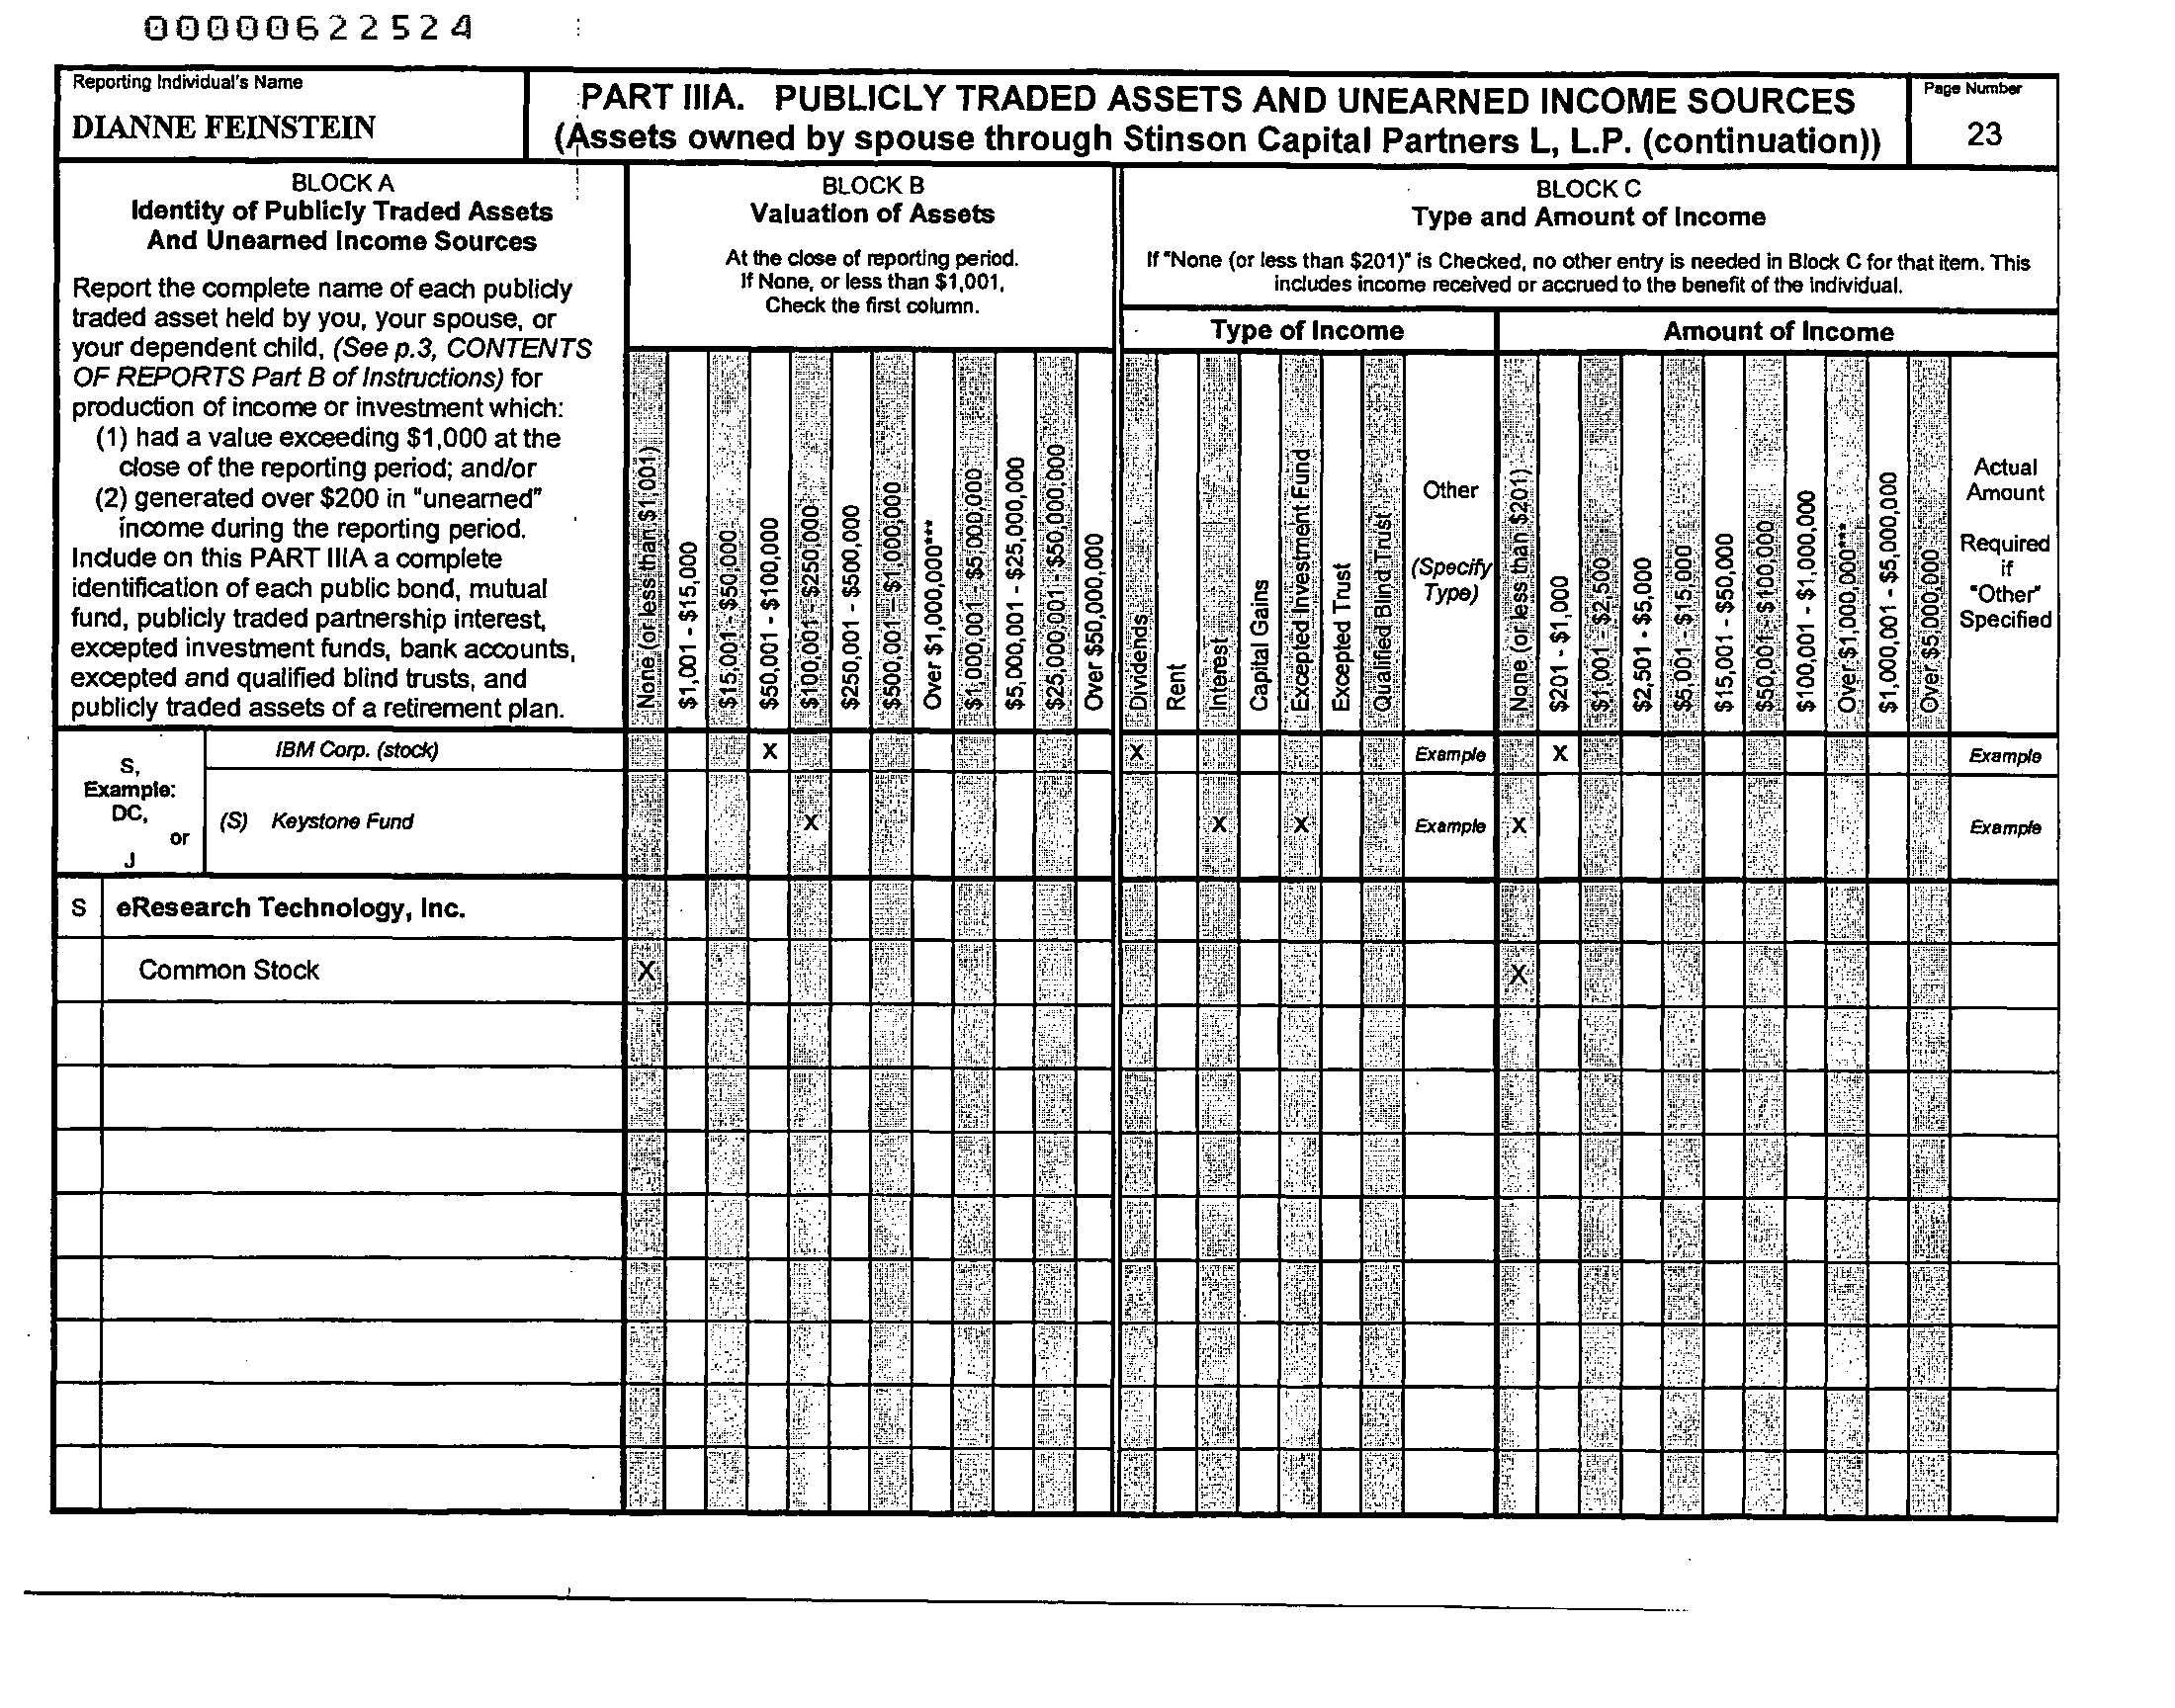 00000622524
Reporting Individual's Name
DIANNE FEINSTEIN
PART IIIA. PUBLICLY TRADED ASSETS AND UNEARNED INCOME SOURCES
(Assets owned by spouse through Stinson Capital Partners L, L.P. (continuation))
Page Number
23
BLOCK A
Identity of Publicly Traded Assets
And Unearned Income Sources
Report the complete name of each publicly
traded asset held by you, your spouse, or
your dependent child, (See p.3, CONTENTS
OF REPORTS Part B of Instructions) for
production of income or investment which:
(1) had a value exceeding $1,000 at the
close of the reporting period; and/or
(2) generated over $200 in "unearned"
income during the reporting period.
Include on this PART IIIA a complete
identification of each public bond, mutual
fund, publicly traded partnership interest,
excepted investment funds, bank accounts,
excepted and qualified blind trusts, and
publicly traded assets of a retirement plan.
BLOCK B
Valuation of Assets
At the close of reporting period.
If None, or less than $1,001,
Check the first column.
None (or less than $1,001)
$1,001 - $15,000
$15,001 - $50,000
$50,001 - $100,000
$100,001 - $250,000
$250,001 - $500,000
$500,001 - $1,000,000
Over $1,000,000***
$1,000,001 - $5,000,000
$5,000,001 - $25,000,000
$25,000,001 - $50,000,000
Over $50,000,000
BLOCK C
Type and Amount of Income
If "None (or less than $201)" is Checked, no other entry is needed in Block C for that item. This
includes income received or accrued to the benefit of the individual.
Type of Income
Dividends
Rent
Interest
Capital Gains
Excepted Investment Fund
Excepted Trust
Qualified Blind Trust
Other
(Specify
Type)
Amount of Income
None (or less than $201)
$201 - $1,000
$1,001 - $2,500
$2,501 - $5,000
$5,001 - $15,000
$15,001 - $50,000
$50,001 - $100,000
$100,001 - $1,000,000
Over $1,000,000***
$1,000,001 - $5,000,000
Over $5,000,000
Actual
Amount
Required
if
"Other"
Specified
S,
Example:
DC,
or
J
IBM Corp. (stock) X X Example X Example
(S) Keystone Fund X X X Example X Example
S eResearch Technology, Inc.
Common Stock X X